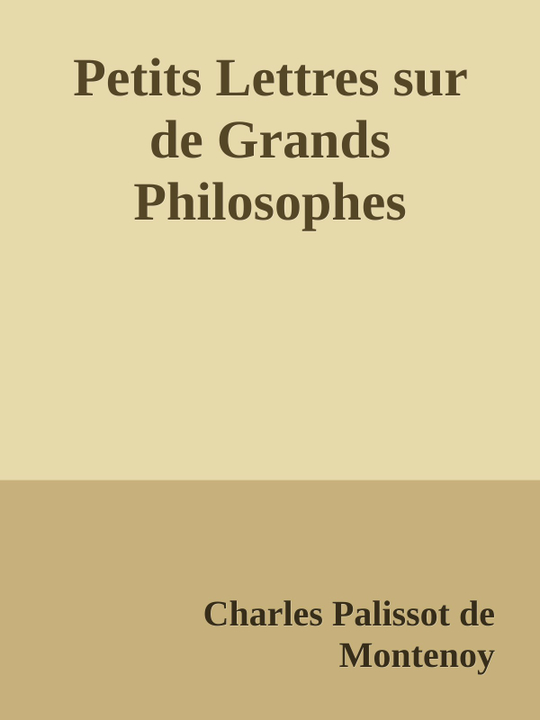 Petits Lettres sur
de Grands
Philosophes
Charles Palissot de
Montenoy